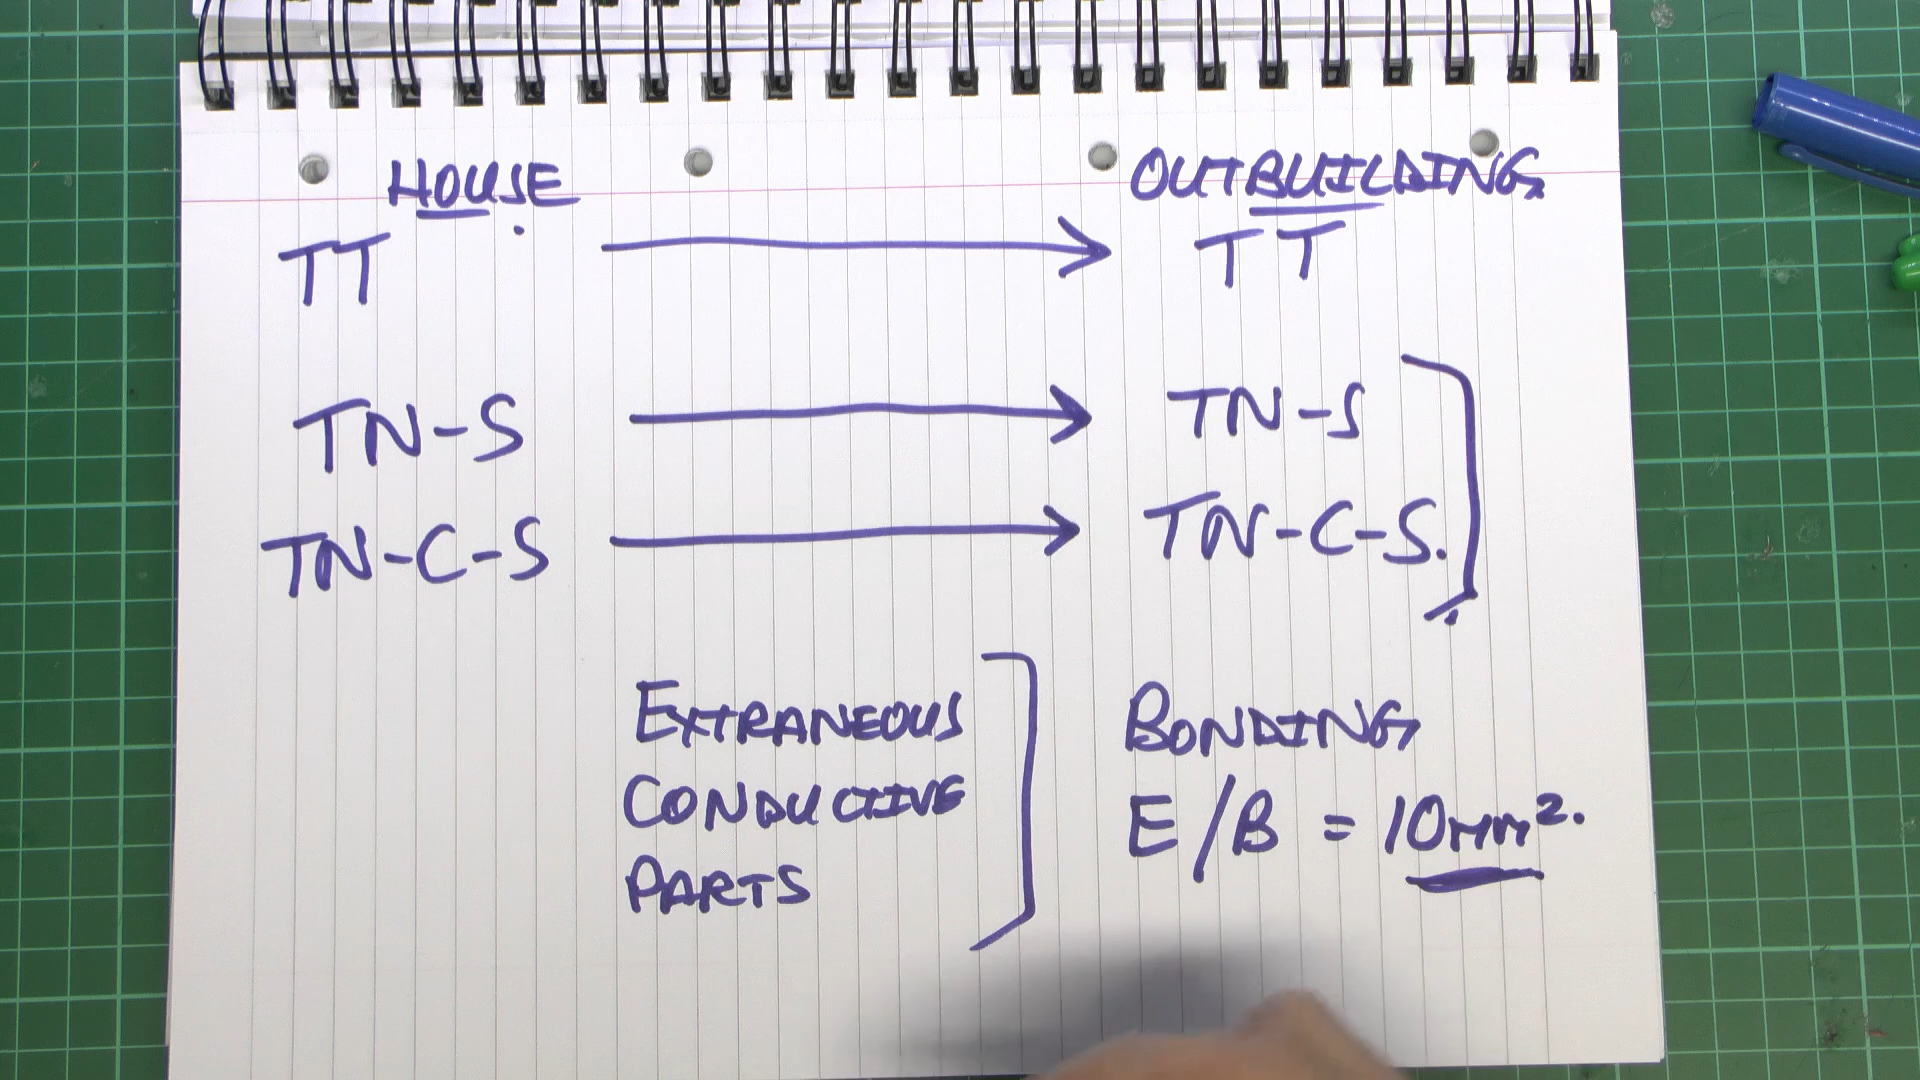 HOUSE OUTBUILDING
TT → TT
TN-S → TN-S
TN-C-S → TN-C-S.
EXTRANEOUS
CONDUCTIVE
PARTS
BONDING
E/B = 10mm².